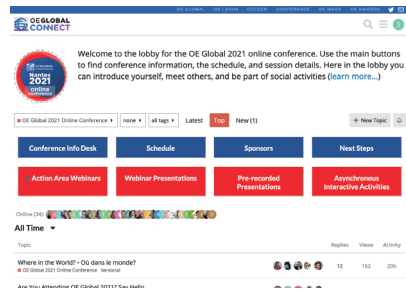 OE GLOBAL OE LATAM CCCOER CONFERENCE OE WEEK OE AWARDS
OEGLOBAL
CONNECT
S
OEGLOBAL
Nantes
2021
online
conference
Welcome to the lobby for the OE Global 2021 online conference. Use the main buttons
to find conference information, the schedule, and session details. Here in the lobby you
can introduce yourself, meet others, and be part of social activities (learn more...)
OE Global 2021 Online Conference none all tags Latest Top New (1) + New Topic
Conference Info Desk Schedule Sponsors Next Steps
Action Area Webinars Webinar Presentations Pre-recorded
Presentations Asynchronous
Interactive Activities
Online (34)
All Time
Topic Replies Views Activity
Where in the World? • Où dans le monde? 12 162 20h
OE Global 2021 Online Conference be-social
Are You Attending OE Global 2021? Say Hello